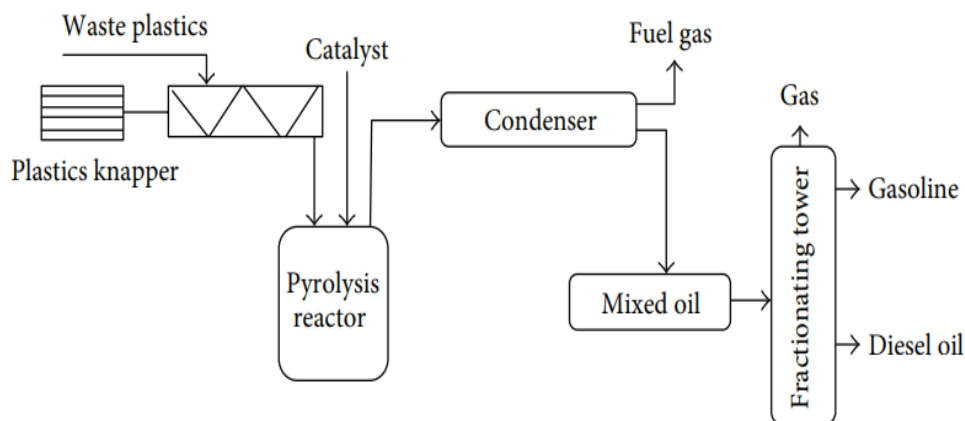 Waste plastics
Catalyst
Fuel gas
Gas
Condenser
Plastics knapper
Gasoline
Pyrolysis
reactor
Mixed oil
Fractionating tower
Diesel oil